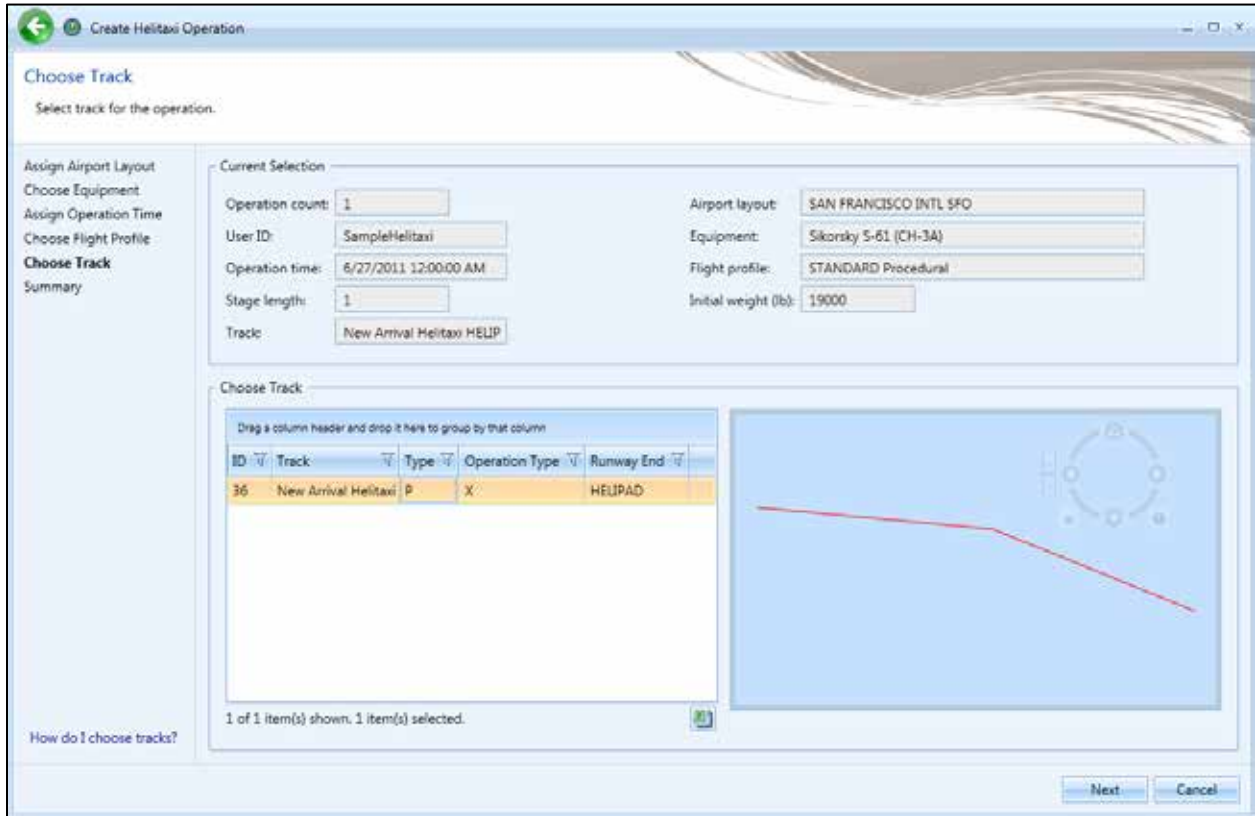 Create Helitaxi Operation
Choose Track
Select track for the operation.
Assign Airport Layout
Choose Equipment
Assign Operation Time
Choose Flight Profile
Choose Track
Summary
How do I choose tracks?
Current Selection
Operation count: 1
User ID: SampleHelitaxi
Operation time: 6/27/2011 12:00:00 AM
Stage length: 1
Track: New Arrival Helitaxi HELIP
Airport layout: SAN FRANCISCO INTL SFO
Equipment: Sikorsky S-61 (CH-3A)
Flight profile: STANDARD Procedural
Initial weight (lb): 19000
Choose Track
Drag a column header and drop it here to group by that column
ID Track Type Operation Type Runway End
36 New Arrival Helitaxi P X HELIPAD
1 of 1 item(s) shown. 1 item(s) selected.
Next Cancel